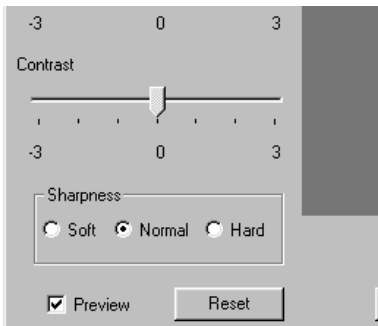 -3 0 3
Contrast
-3 0 3
Sharpness
Soft Normal Hard
Preview Reset